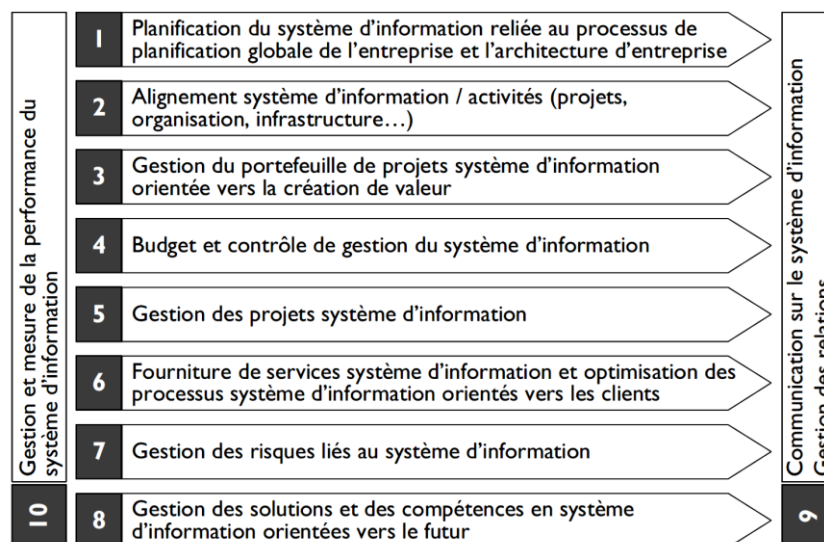 Gestion et mesure de la performance du
système d'information
10
1
Planification du système d'information reliée au processus de
planification globale de l'entreprise et l'architecture d'entreprise
2
Alignement système d'information / activités (projets,
organisation, infrastructure…)
3
Gestion du portefeuille de projets système d'information
orientée vers la création de valeur
4
Budget et contrôle de gestion du système d'information
5
Gestion des projets système d'information
6
Fourniture de services système d'information et optimisation des
processus système d'information orientés vers les clients
7
Gestion des risques liés au système d'information
8
Gestion des solutions et des compétences en système
d'information orientées vers le futur
Communication sur le système d'information
Gestion des relations
9